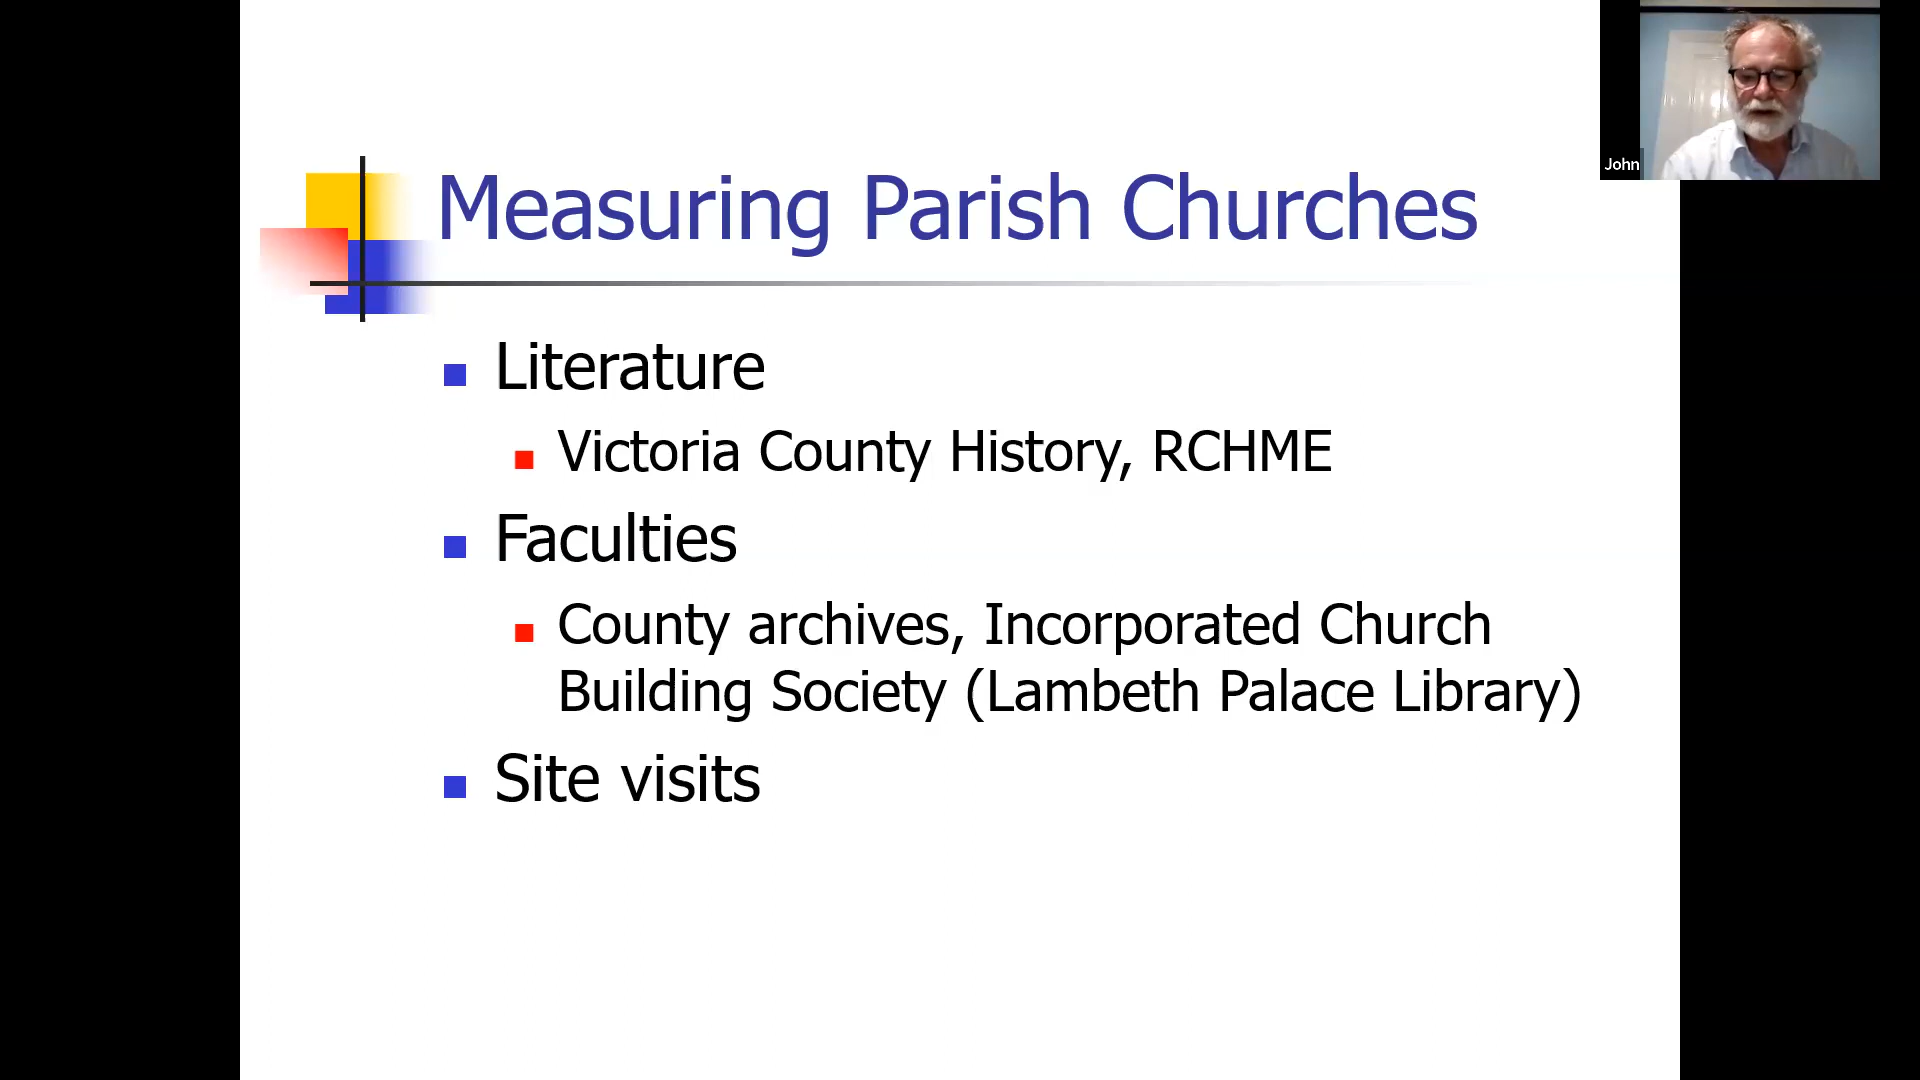 Measuring Parish Churches
Literature
Victoria County History, RCHME
Faculties
County archives, Incorporated Church
Building Society (Lambeth Palace Library)
Site visits
John